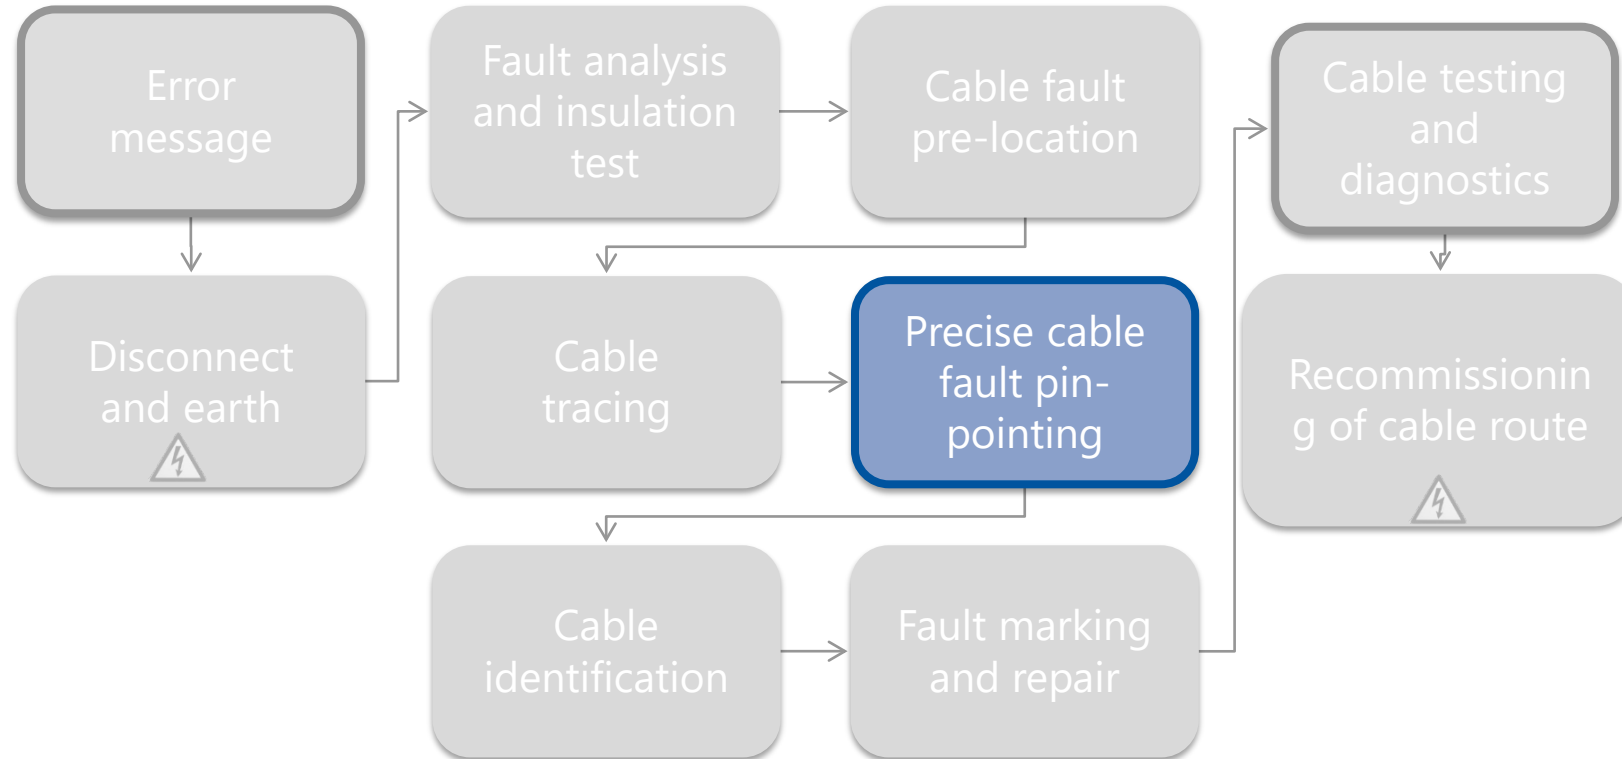 Error
message
Disconnect
and earth
Fault analysis
and insulation
test
Cable fault
pre-location
Cable
tracing
Precise cable
fault pin-
pointing
Cable
identification
Fault marking
and repair
Cable testing
and
diagnostics
Recommissionin
g of cable route